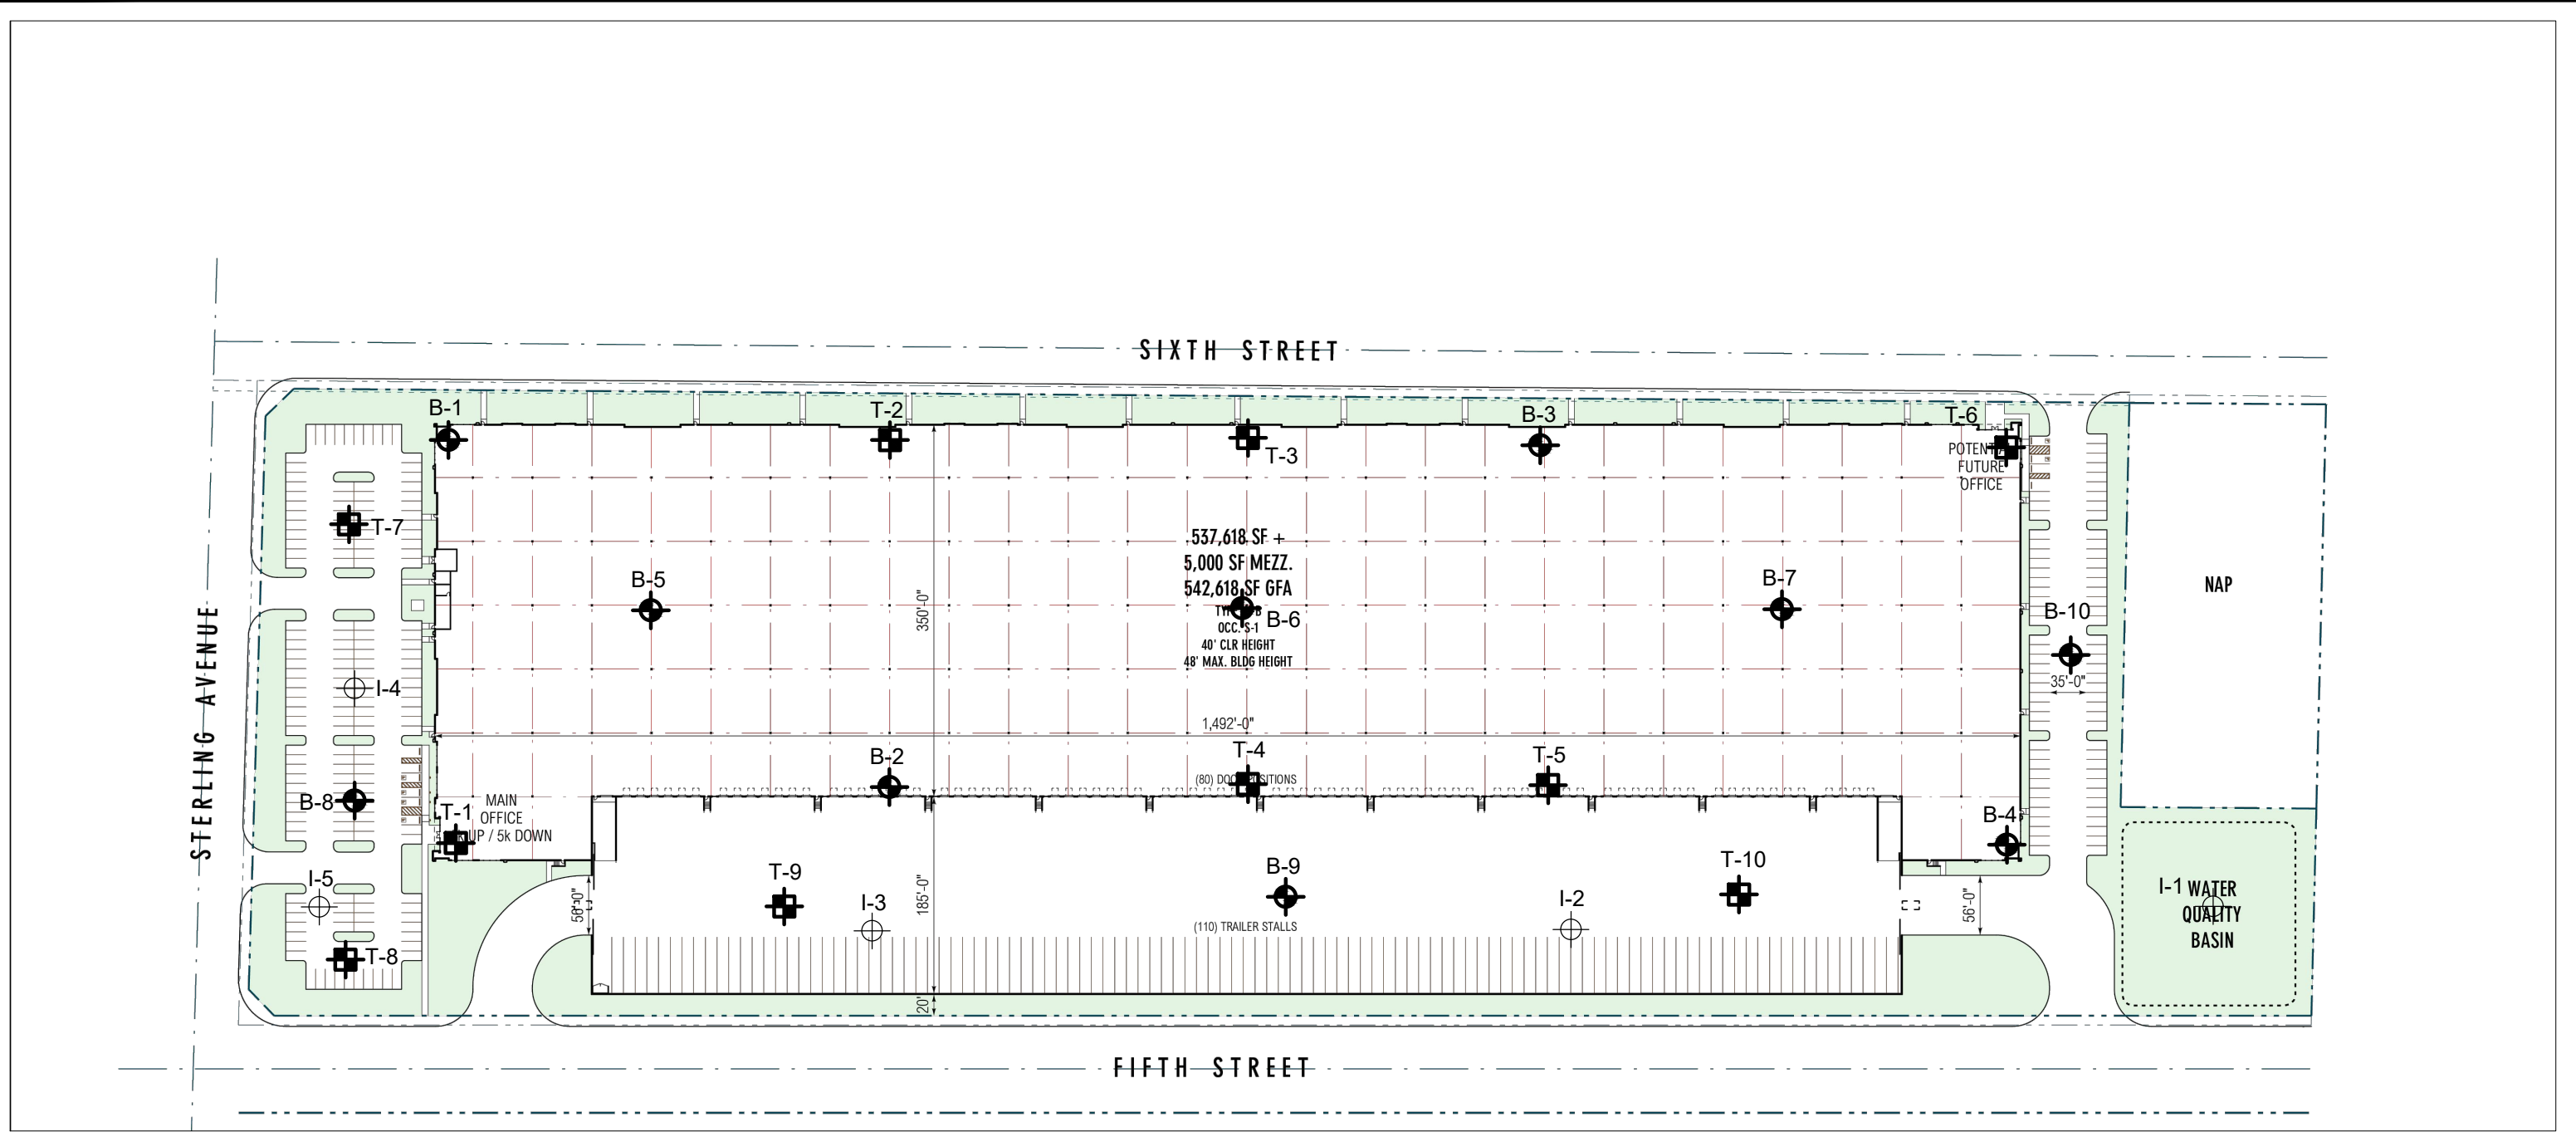 SIXTH STREET
B-1
T-2
B-3
T-6
T-3
POTENTIAL
FUTURE
OFFICE
T-7
537,618 SF +
5,000 SF MEZZ.
542,618 SF GFA
OCC. S-1
40' CLR HEIGHT
48' MAX. BLDG HEIGHT
B-5
B-6
B-7
350'-0"
NAP
B-10
35'-0"
STERLING AVENUE
I-4
1,492'-0"
B-2
T-4
T-5
(80) DOCK POSITIONS
B-8
T-1
MAIN
OFFICE
UP / 5k DOWN
B-4
I-5
T-9
B-9
T-10
I-3
I-2
185'-0"
56'-0"
I-1
WATER
QUALITY
BASIN
(110) TRAILER STALLS
T-8
20'
FIFTH STREET